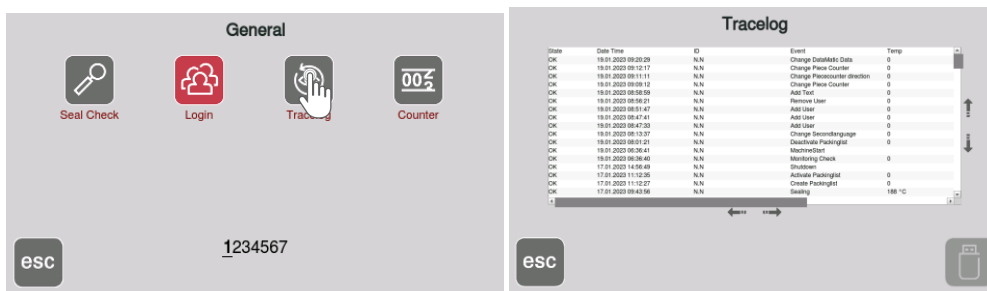 General
Seal Check Login Tracelog Counter
1234567
esc
Tracelog
State Date Time ID Event Temp
OK 19.01.2023 09:20:29 N.N Change DataMatic Data 0
OK 19.01.2023 09:12:17 N.N Change Piece Counter 0
OK 19.01.2023 09:11:11 N.N Change Piececounter direction 0
OK 19.01.2023 09:09:12 N.N Change Piece Counter 0
OK 19.01.2023 08:58:59 N.N Add Text 0
OK 19.01.2023 08:56:21 N.N Remove User 0
OK 19.01.2023 08:51:47 N.N Add User 0
OK 19.01.2023 08:47:41 N.N Add User 0
OK 19.01.2023 08:47:33 N.N Add User 0
OK 19.01.2023 08:13:37 N.N Change Secondlanguage 0
OK 19.01.2023 08:01:21 N.N Deactivate Packinglist 0
OK 19.01.2023 06:36:41 N.N MachineStart
OK 19.01.2023 06:36:40 N.N Monitoring Check 0
OK 17.01.2023 14:56:49 N.N Shutdown
OK 17.01.2023 11:12:35 N.N Activate Packinglist 0
OK 17.01.2023 11:12:27 N.N Create Packinglist 0
OK 17.01.2023 09:43:56 N.N Sealing 188 °C
esc